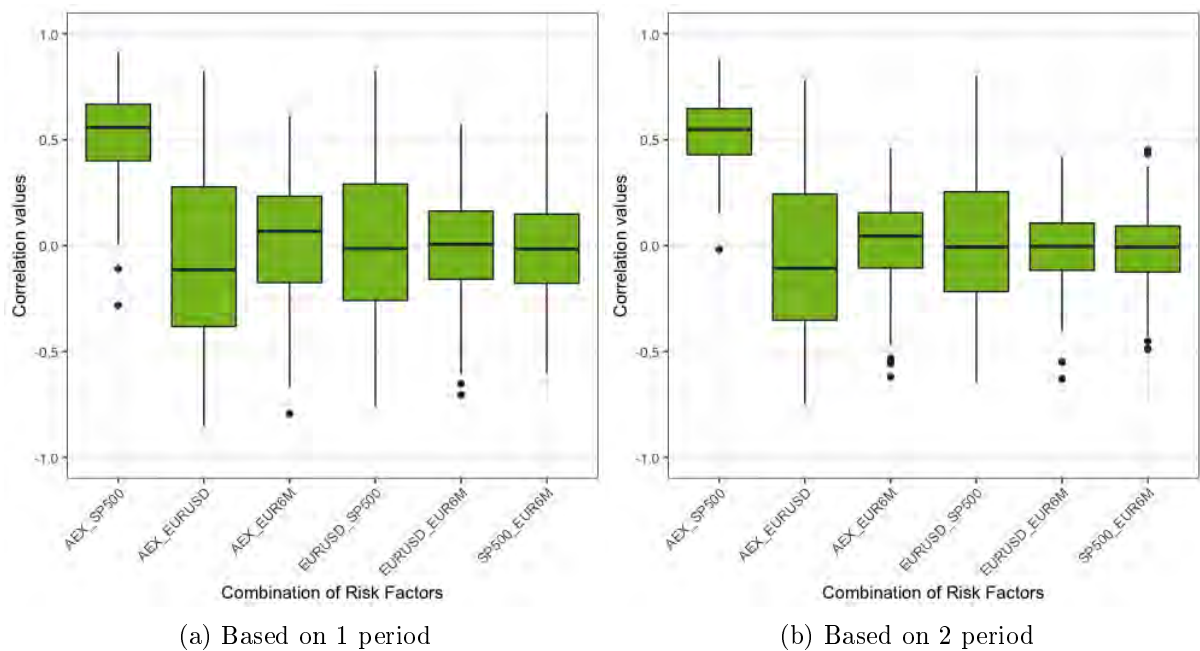 1.0
0.5
0.0
-0.5
-1.0
Correlation values
AEX_SP500
AEX_EURUSD
AEX_EUR6M
EURUSD_SP500
EURUSD_EUR6M
SP500_EUR6M
Combination of Risk Factors
(a) Based on 1 period
1.0
0.5
0.0
-0.5
-1.0
Correlation values
AEX_SP500
AEX_EURUSD
AEX_EUR6M
EURUSD_SP500
EURUSD_EUR6M
SP500_EUR6M
Combination of Risk Factors
(b) Based on 2 period